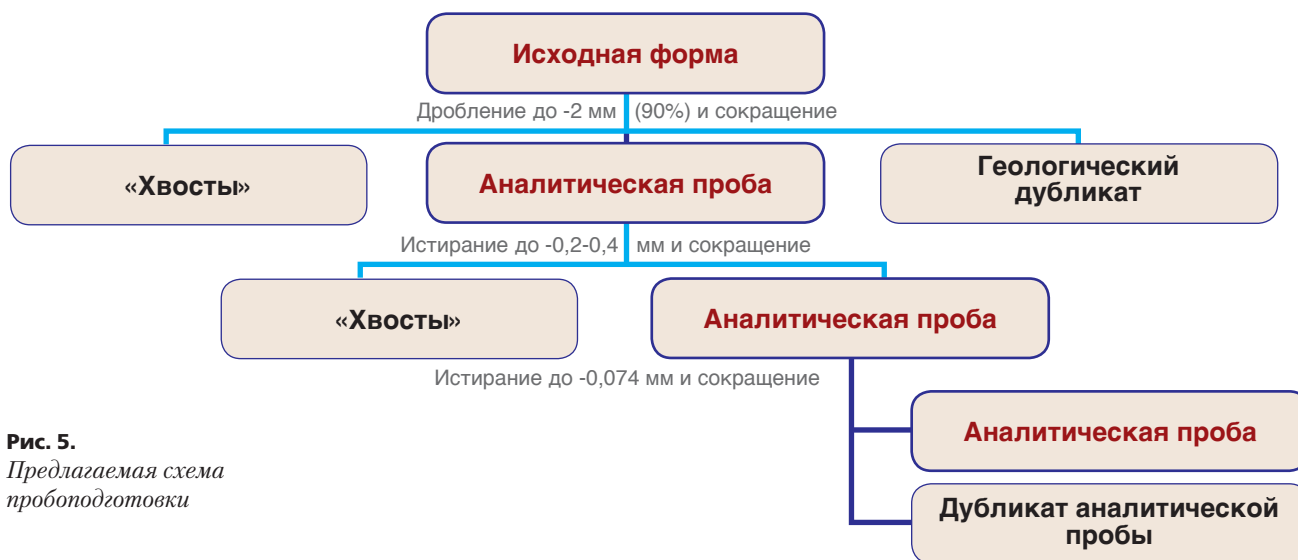 Исходная форма
Дробление до -2 мм (90%) и сокращение
«Хвосты»
Аналитическая проба
Геологический
дубликат
Истирание до -0,2-0,4 мм и сокращение
«Хвосты»
Аналитическая проба
Истирание до -0,074 мм и сокращение
Аналитическая проба
Дубликат аналитической
пробы
Рис. 5.
Предлагаемая схема
пробоподготовки